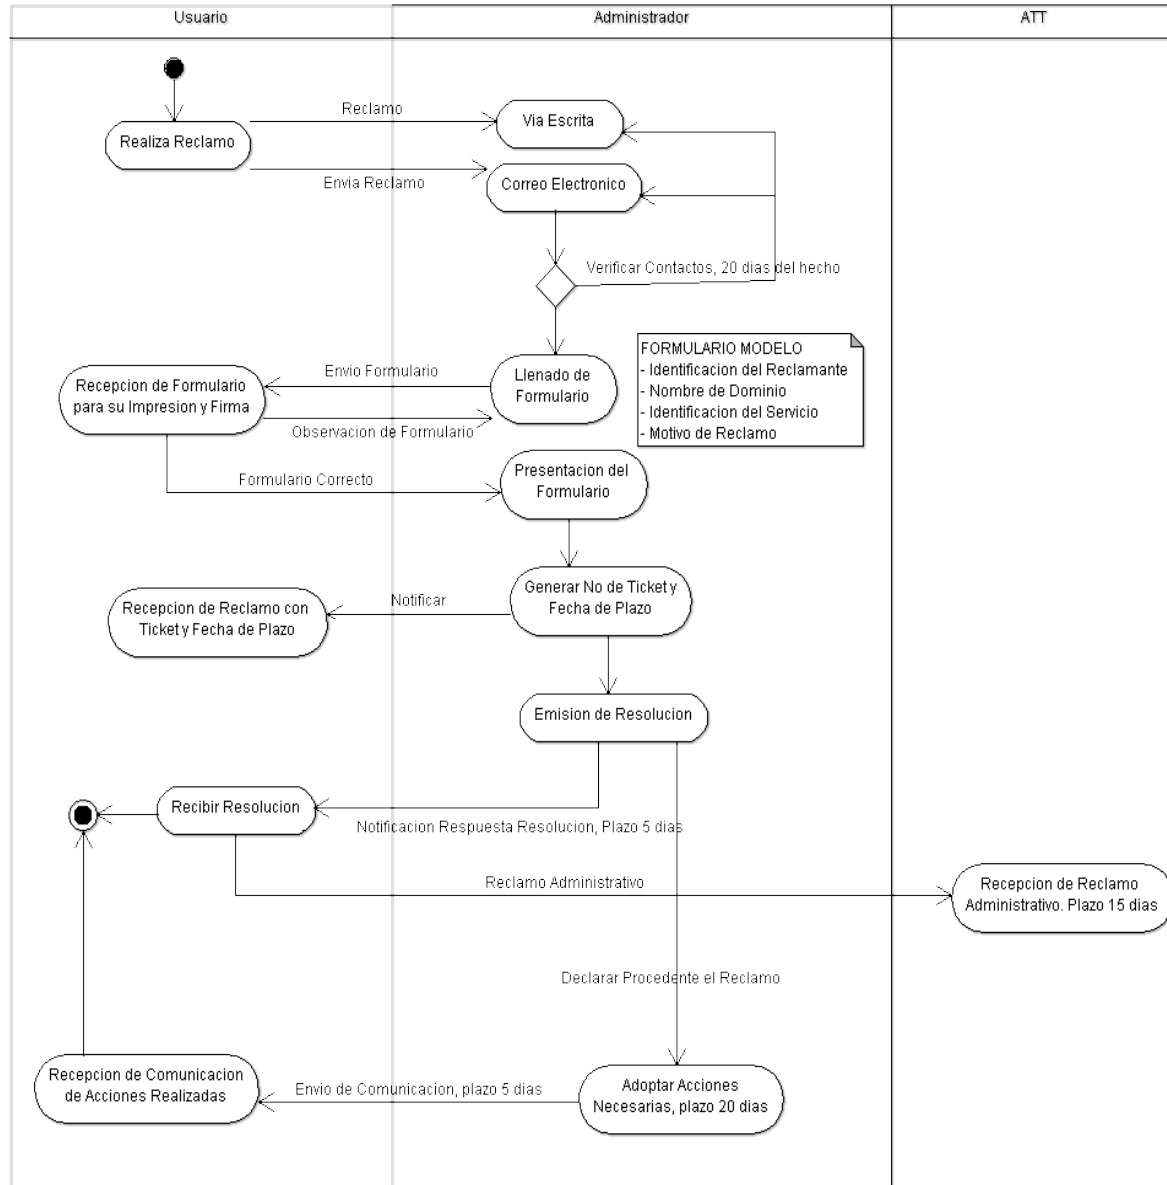 Usuario
Administrador
ATT
Reclamo
Via Escrita
Realiza Reclamo
Envia Reclamo
Correo Electronico
Verificar Contactos, 20 dias del hecho
FORMULARIO MODELO
- Identificacion del Reclamante
- Nombre de Dominio
- Identificacion del Servicio
- Motivo de Reclamo
Envio Formulario
Llenado de
Formulario
Recepcion de Formulario
para su Impresion y Firma
Observacion de Formulario
Formulario Correcto
Presentacion del
Formulario
Generar No de Ticket y
Fecha de Plazo
Notificar
Recepcion de Reclamo con
Ticket y Fecha de Plazo
Emision de Resolucion
Recibir Resolucion
Notificacion Respuesta Resolucion, Plazo 5 dias
Reclamo Administrativo
Recepcion de Reclamo
Administrativo. Plazo 15 dias
Declarar Procedente el Reclamo
Recepcion de Comunicacion
de Acciones Realizadas
Envio de Comunicacion, plazo 5 dias
Adoptar Acciones
Necesarias, plazo 20 dias